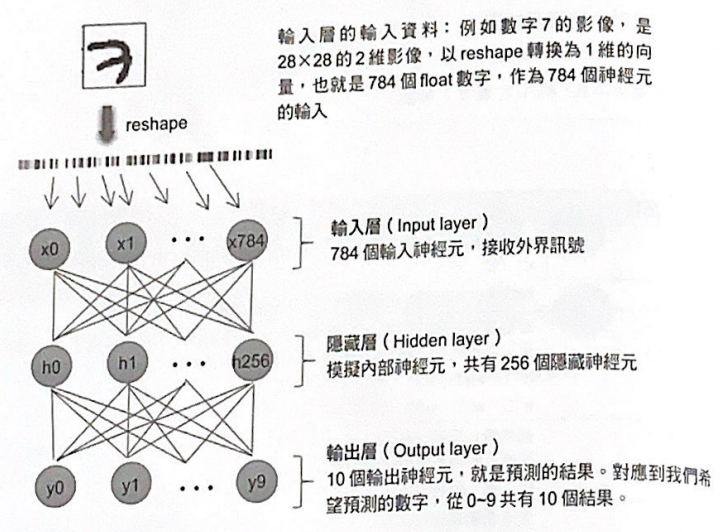 輸入層的輸入資料：例如數字7的影像，是
28×28的2維影像，以reshape轉換為1維的向
量，也就是784個float數字，作為784個神經元
的輸入
reshape
x0 x1 ••• x784
輸入層（Input layer）
784個輸入神經元，接收外界訊號
h0 h1 ••• h256
隱藏層（Hidden layer）
模擬內部神經元，共有256個隱藏神經元
y0 y1 ••• y9
輸出層（Output layer）
10個輸出神經元，就是預測的結果。對應到我們希
望預測的數字，從0~9共有10個結果。